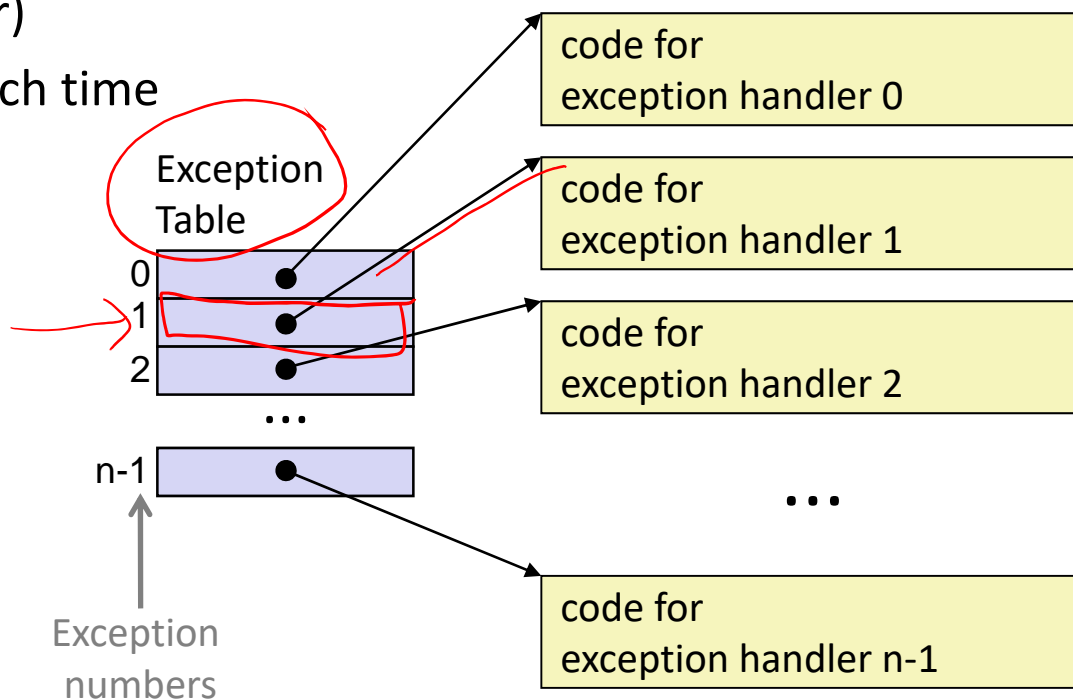 r)
ch time
Exception
Table
0
1
2
...
n-1
Exception
numbers
code for
exception handler 0
code for
exception handler 1
code for
exception handler 2
...
code for
exception handler n-1